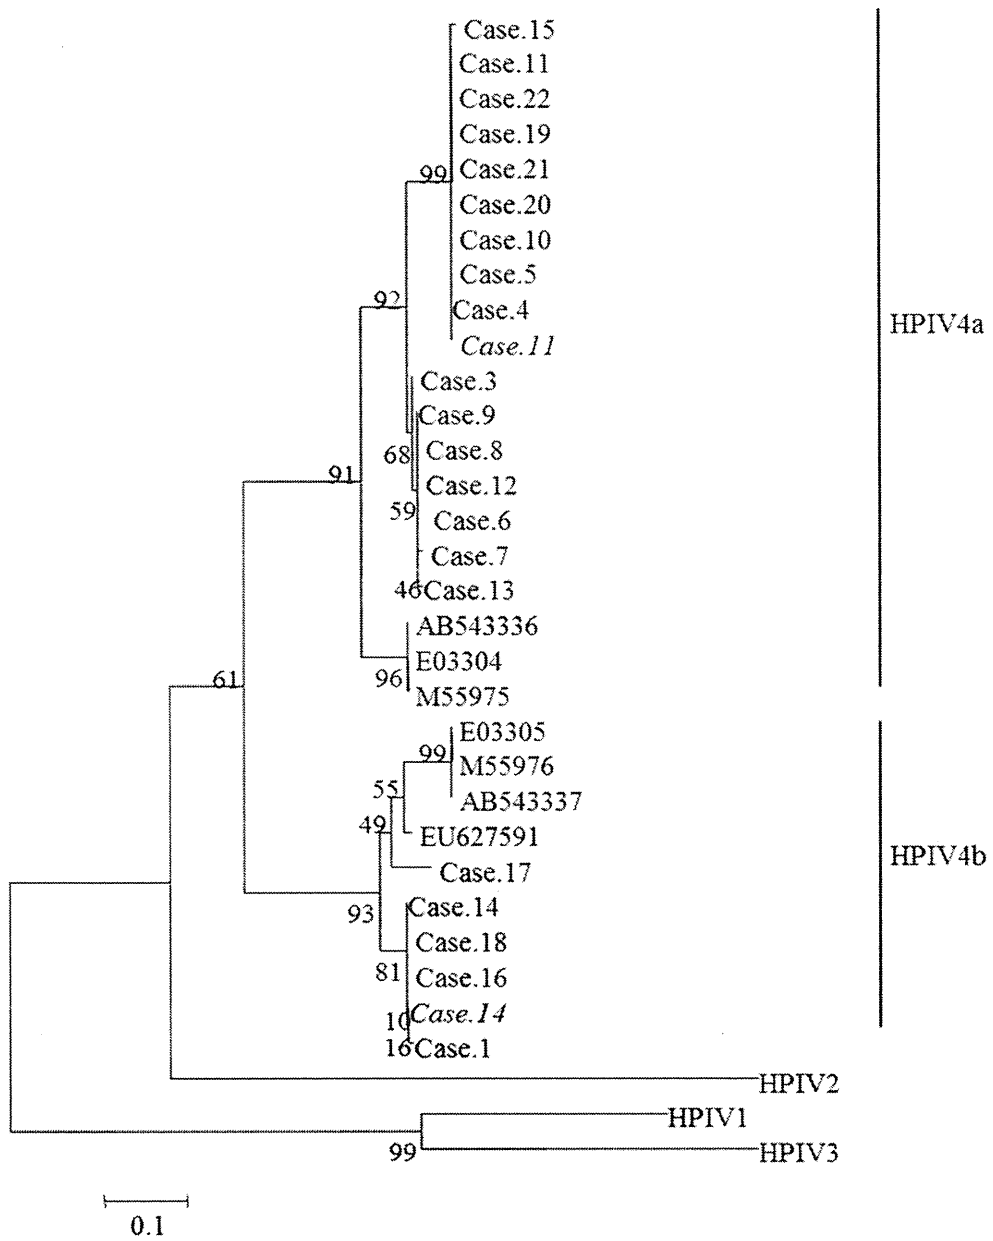 Case.15
Case.11
Case.22
Case.19
99 Case.21
Case.20
Case.10
Case.5
92 Case.4
HPIV4a
Case.11
Case.3
Case.9
68 Case.8
91 Case.12
59 Case.6
Case.7
46 Case.13
AB543336
E03304
61 96 M55975
E03305
99 M55976
55 AB543337
49 EU627591
HPIV4b
Case.17
93 Case.14
Case.18
81 Case.16
10 Case.14
16 Case.1
HPIV2
HPIV1
99 HPIV3
0.1